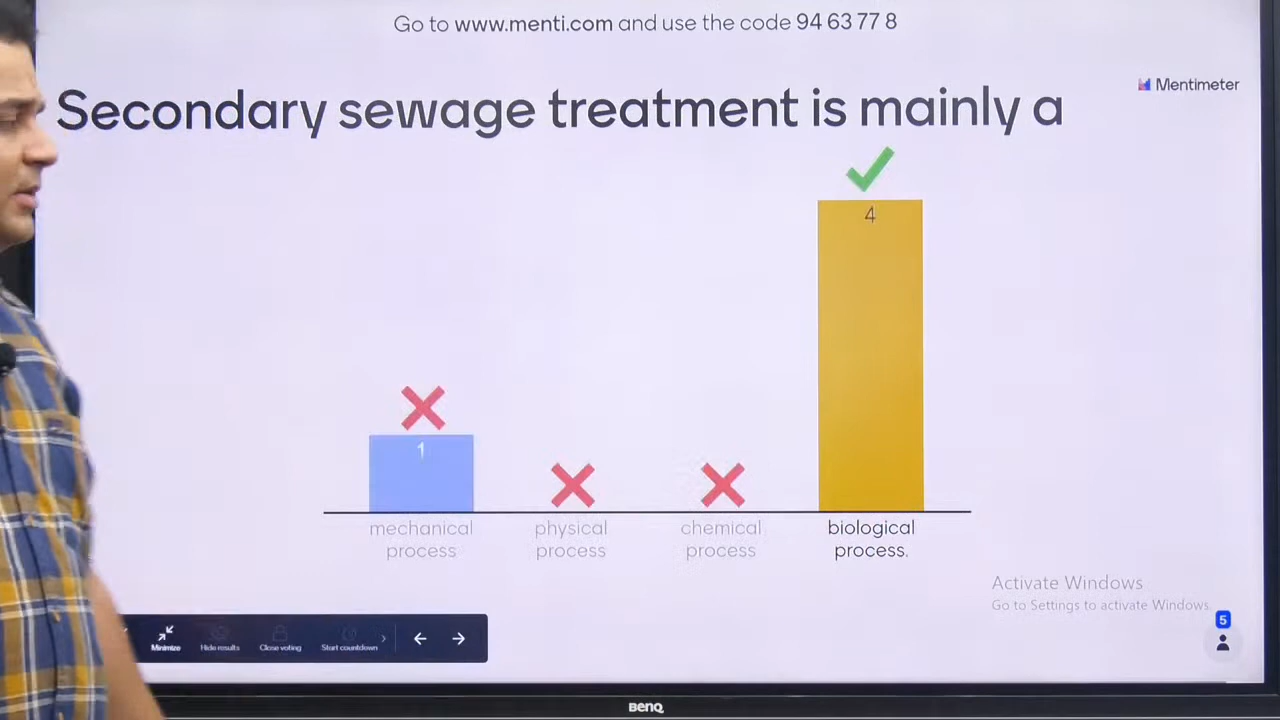 Go to www.menti.com and use the code 94 63 77 8
Mentimeter
Secondary sewage treatment is mainly a
4
1
mechanical process
physical process
chemical process
biological process.
Activate Windows
Go to Settings to activate Windows.
5
Minimize
Hide results
Close voting
Start countdown
BenQ